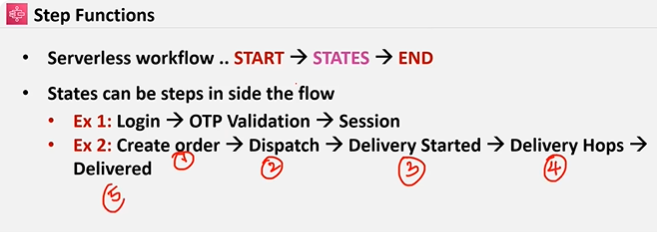 Step Functions
• Serverless workflow .. START → STATES → END
• States can be steps in side the flow
• Ex 1: Login → OTP Validation → Session
• Ex 2: Create order → Dispatch → Delivery Started → Delivery Hops →
Delivered
1 2 3 4
5